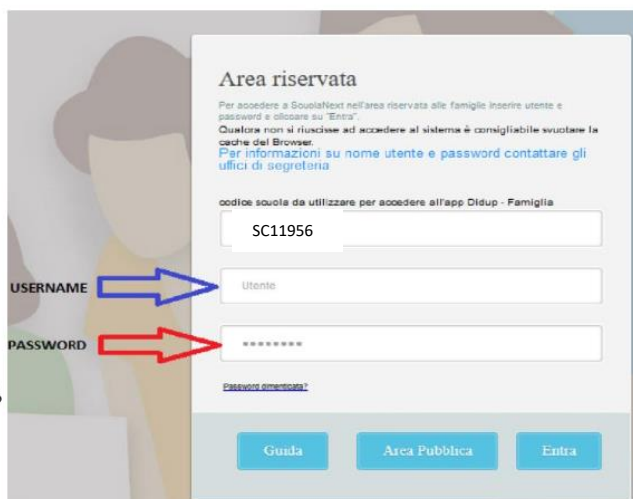 Area riservata
Per accedere a ScuolaNext nell'area riservata alle famiglie inserire utente e
password e cliccare su "Entra".
Qualora non si riuscisse ad accedere al sistema è consigliabile svuotare la
cache del Browser.
Per informazioni su nome utente e password contattare gli
uffici di segreteria
codice scuola da utilizzare per accedere all'app Didup - Famiglia
SC11956
USERNAME
Utente
PASSWORD
********
Password dimenticata?
Guida
Area Pubblica
Entra